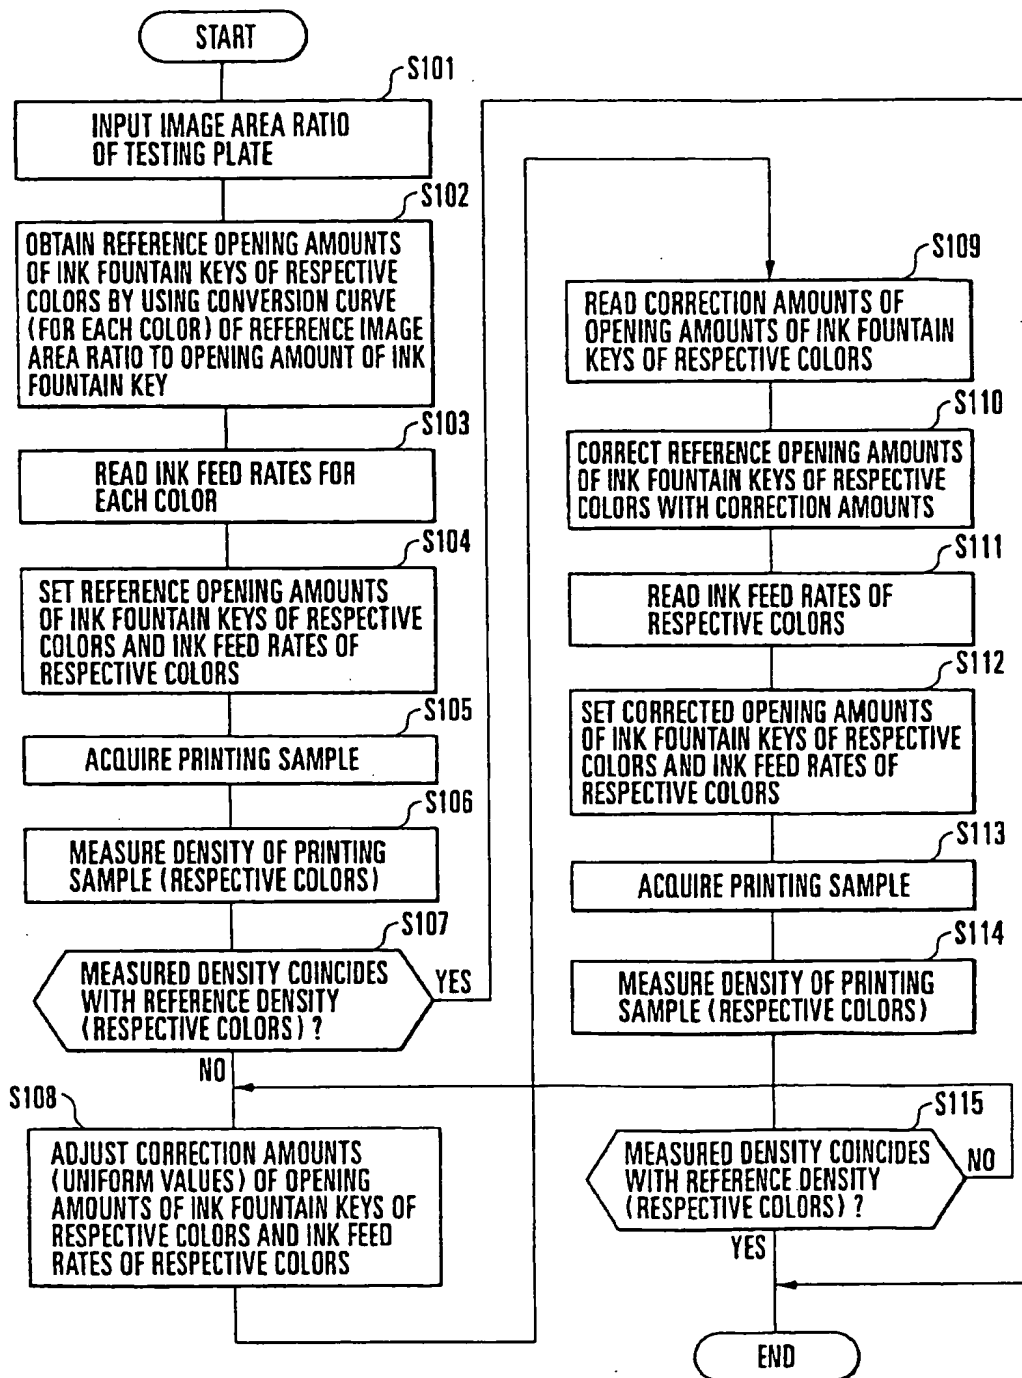 START
S101
INPUT IMAGE AREA RATIO
OF TESTING PLATE
S102
OBTAIN REFERENCE OPENING AMOUNTS
OF INK FOUNTAIN KEYS OF RESPECTIVE
COLORS BY USING CONVERSION CURVE
(FOR EACH COLOR) OF REFERENCE IMAGE
AREA RATIO TO OPENING AMOUNT OF INK
FOUNTAIN KEY
S103
READ INK FEED RATES FOR
EACH COLOR
S104
SET REFERENCE OPENING AMOUNTS
OF INK FOUNTAIN KEYS OF RESPECTIVE
COLORS AND INK FEED RATES OF
RESPECTIVE COLORS
S105
ACQUIRE PRINTING SAMPLE
S106
MEASURE DENSITY OF PRINTING
SAMPLE (RESPECTIVE COLORS)
S107
MEASURED DENSITY COINCIDES
WITH REFERENCE DENSITY
(RESPECTIVE COLORS) ?
YES
NO
S108
ADJUST CORRECTION AMOUNTS
(UNIFORM VALUES) OF OPENING
AMOUNTS OF INK FOUNTAIN KEYS OF
RESPECTIVE COLORS AND INK FEED
RATES OF RESPECTIVE COLORS
S109
READ CORRECTION AMOUNTS OF
OPENING AMOUNTS OF INK FOUNTAIN
KEYS OF RESPECTIVE COLORS
S110
CORRECT REFERENCE OPENING AMOUNTS
OF INK FOUNTAIN KEYS OF RESPECTIVE
COLORS WITH CORRECTION AMOUNTS
S111
READ INK FEED RATES OF
RESPECTIVE COLORS
S112
SET CORRECTED OPENING AMOUNTS
OF INK FOUNTAIN KEYS OF RESPECTIVE
COLORS AND INK FEED RATES OF
RESPECTIVE COLORS
S113
ACQUIRE PRINTING SAMPLE
S114
MEASURE DENSITY OF PRINTING
SAMPLE (RESPECTIVE COLORS)
S115
MEASURED DENSITY COINCIDES
WITH REFERENCE DENSITY
(RESPECTIVE COLORS) ?
NO
YES
END